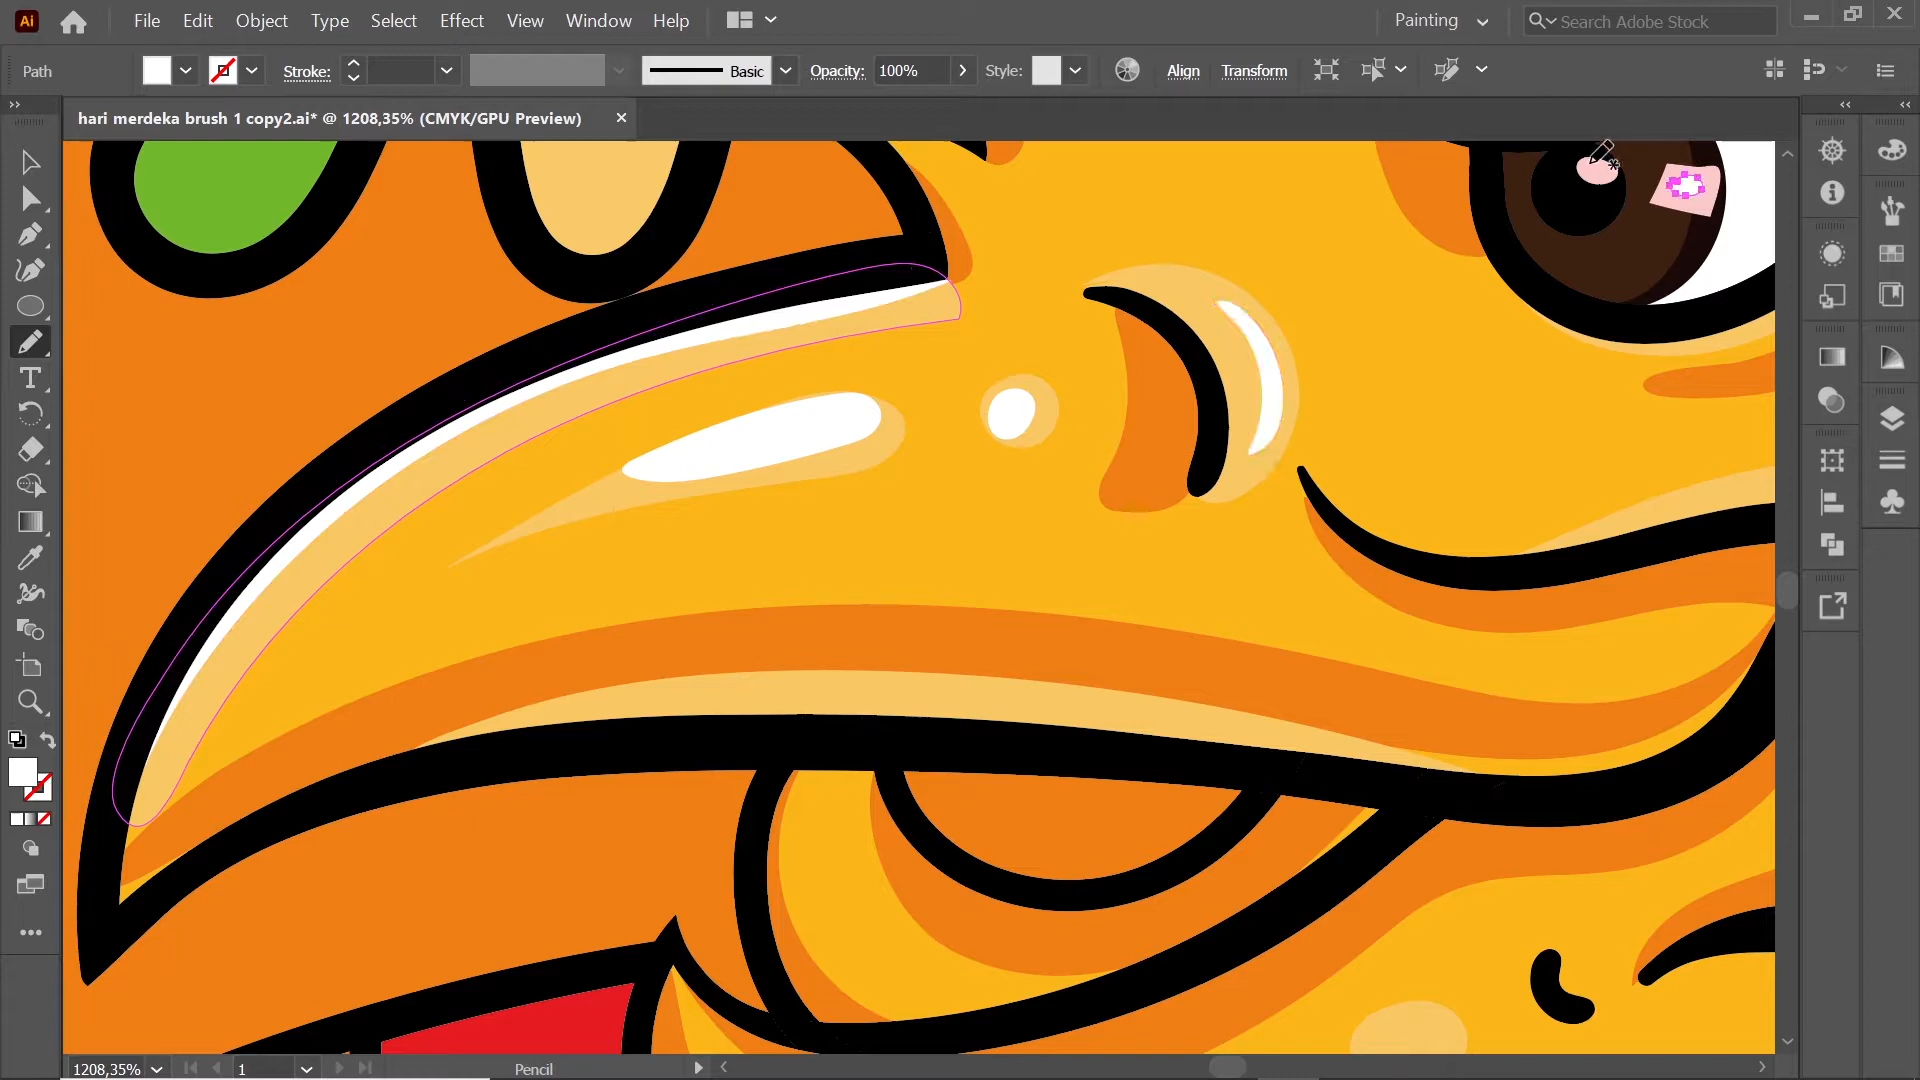 Ai File Edit Object Type Select Effect View Window Help Painting Search Adobe Stock
Path Stroke: Basic Opacity: 100% Style: Align Transform
hari merdeka brush 1 copy2.ai* @ 1208,35% (CMYK/GPU Preview)
1208,35% 1 Pencil